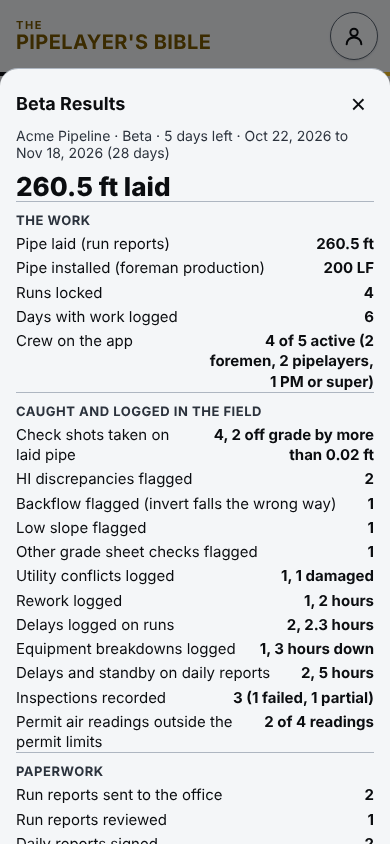 THE
PIPELAYER'S BIBLE
Beta Results
Acme Pipeline · Beta · 5 days left · Oct 22, 2026 to
Nov 18, 2026 (28 days)
260.5 ft laid
THE WORK
Pipe laid (run reports) 260.5 ft
Pipe installed (foreman production) 200 LF
Runs locked 4
Days with work logged 6
Crew on the app 4 of 5 active (2
foremen, 2 pipelayers,
1 PM or super)
CAUGHT AND LOGGED IN THE FIELD
Check shots taken on 4, 2 off grade by more
laid pipe than 0.02 ft
HI discrepancies flagged 2
Backflow flagged (invert falls the wrong way) 1
Low slope flagged 1
Other grade sheet checks flagged 1
Utility conflicts logged 1, 1 damaged
Rework logged 1, 2 hours
Delays logged on runs 2, 2.3 hours
Equipment breakdowns logged 1, 3 hours down
Delays and standby on daily reports 2, 5 hours
Inspections recorded 3 (1 failed, 1 partial)
Permit air readings outside the 2 of 4 readings
permit limits
PAPERWORK
Run reports sent to the office 2
Run reports reviewed 1
Daily reports signed 2